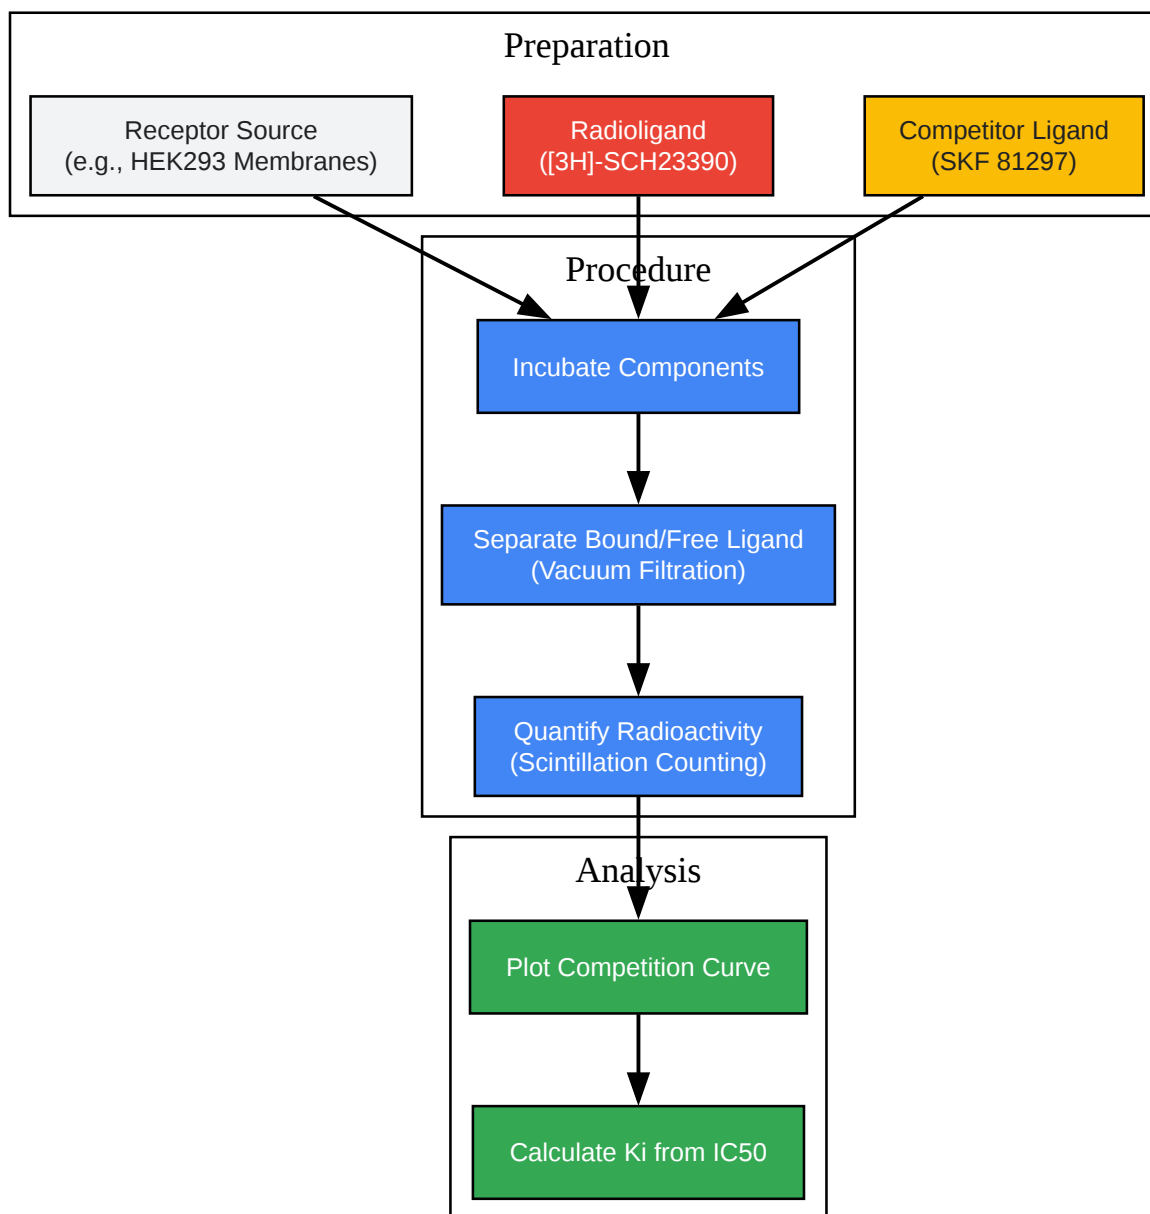 Preparation
Receptor Source
(e.g., HEK293 Membranes)
Radioligand
([3H]-SCH23390)
Competitor Ligand
(SKF 81297)
Procedure
Incubate Components
Separate Bound/Free Ligand
(Vacuum Filtration)
Quantify Radioactivity
(Scintillation Counting)
Analysis
Plot Competition Curve
Calculate Ki from IC50